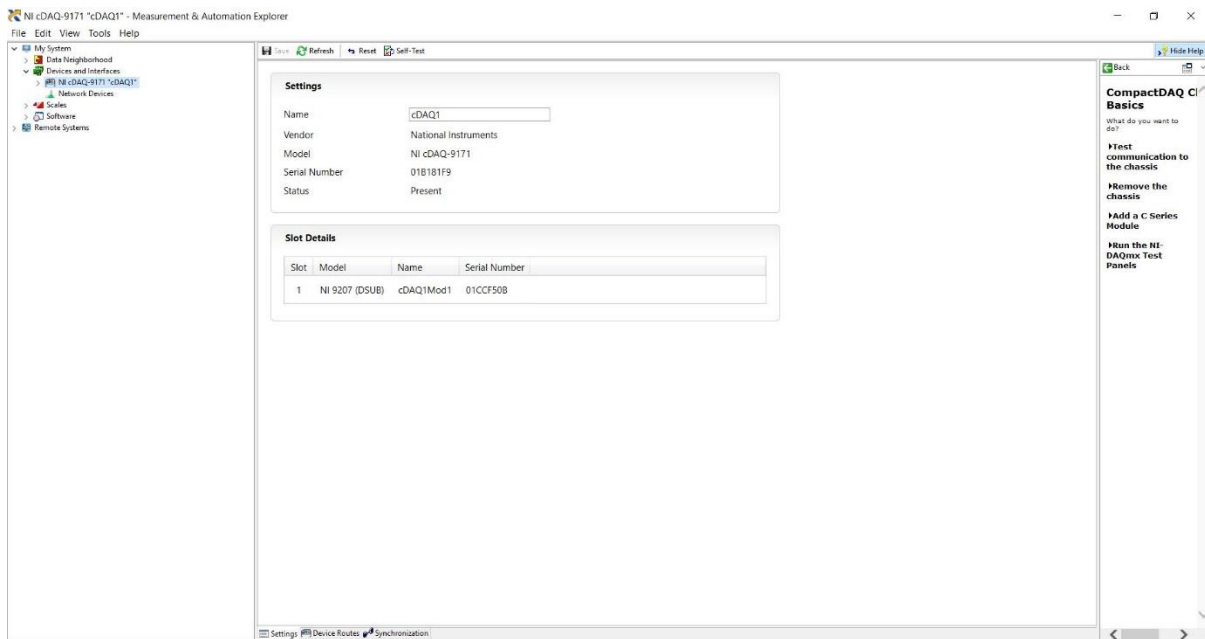 NI cDAQ-9171 "cDAQ1" - Measurement & Automation Explorer
File Edit View Tools Help
My System
Data Neighborhood
Devices and Interfaces
NI cDAQ-9171 "cDAQ1"
Network Devices
Scales
Software
Remote Systems
Save Refresh Reset Self-Test
Hide Help
Settings
Name cDAQ1
Vendor National Instruments
Model NI cDAQ-9171
Serial Number 01B181F9
Status Present
Slot Details
Slot Model Name Serial Number
1 NI 9207 (DSUB) cDAQ1Mod1 01CCF50B
Back
CompactDAQ
Basics
What do you want to
do?
Test
communication to
the chassis
Remove the
chassis
Add a C Series
Module
Run the NI-
DAQmx Test
Panels
Settings Device Routes Synchronization